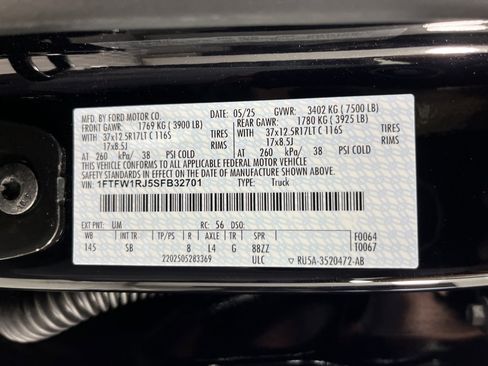 MFD. BY FORD MOTOR CO. 05/25 GVWR: 3402 KG ( 7500 LB)
FRONT GAWR: 1769 KG ( 3900 LB) REAR GAWR: 1780 KG ( 3925 LB)
WITH 37x12.5R17LT C 116S TIRES WITH 37x12.5R17LT C 116S TIRES
17x8.5J RIMS 17x8.5J RIMS
AT 260 kPa/ 38 PSI COLD AT 260 kPa/ 38 PSI COLD
THIS VEHICLE CONFORMS TO ALL APPLICABLE FEDERAL MOTOR VEHICLE
SAFETY STANDARDS IN EFFECT ON THE DATE OF MANUFACTURE SHOWN ABOVE.
VIN: 1FTFW1RJ5SFB32701 TYPE: Truck
EXT PNT: UM RC: 56 DSO: F0064
WB INT TR TP/PS R AXLE TR SPR T0067
145 SB 8 L4 G 88ZZ
2202505283369 ULC ▽ RU5A-3520472-AB